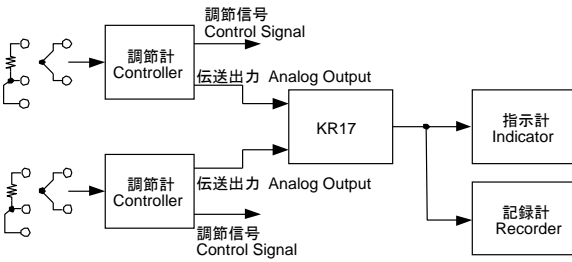 調節信号
Control Signal
調節計
Controller
伝送出力 Analog Output
KR17
指示計
Indicator
調節計
Controller
伝送出力 Analog Output
調節信号
Control Signal
記録計
Recorder